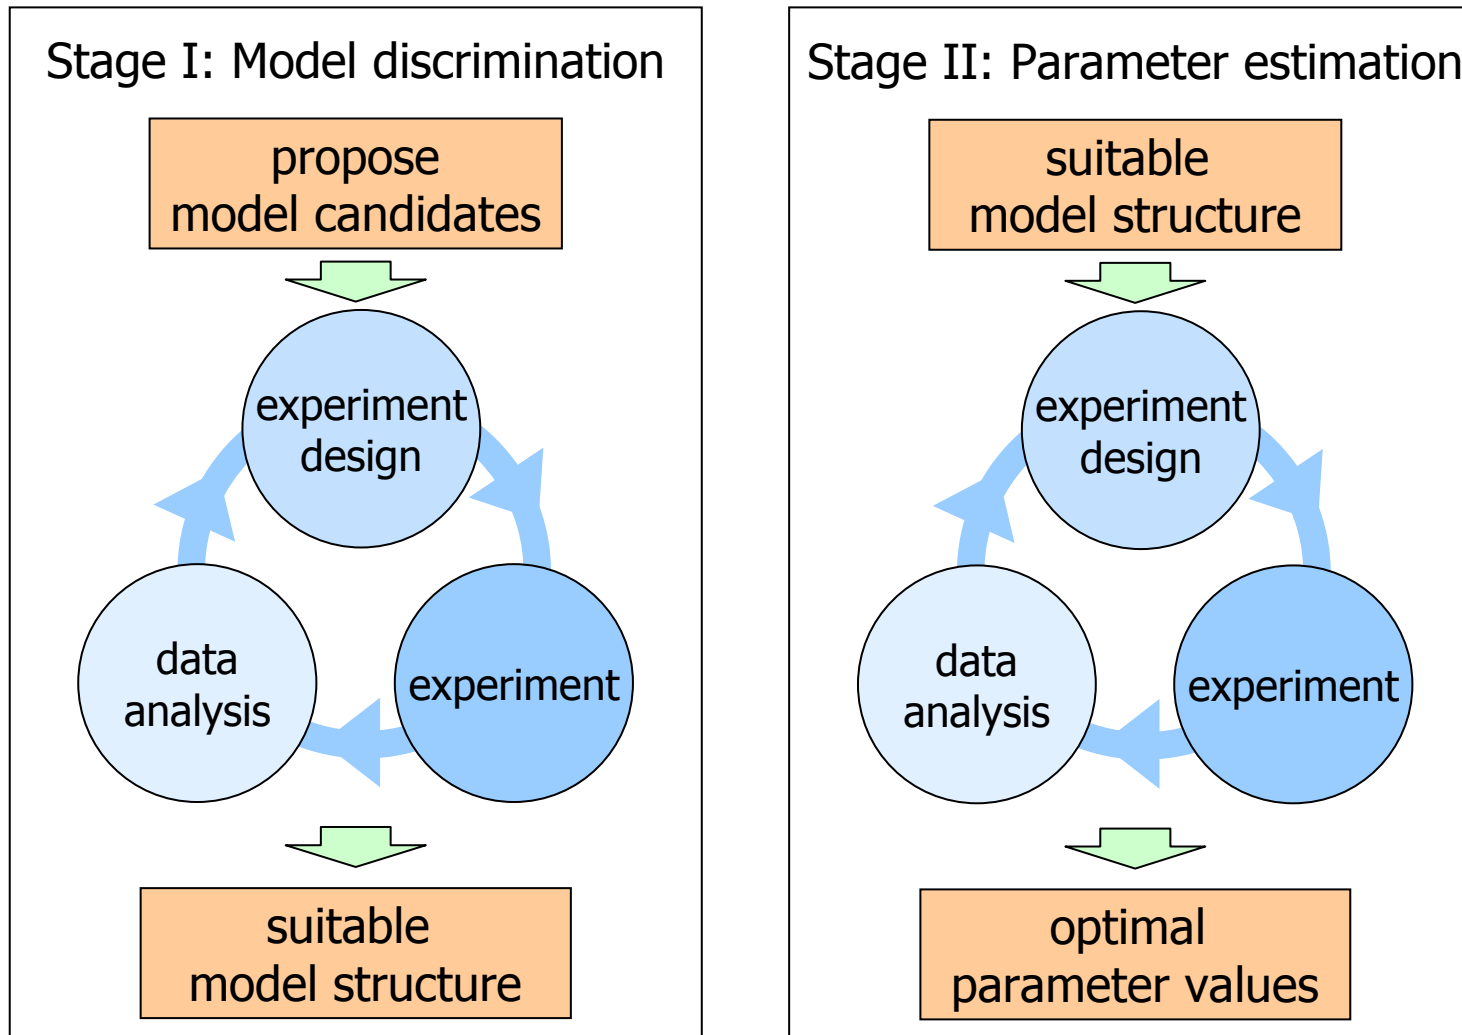 Stage I: Model discrimination
propose
model candidates
experiment
design
data
analysis
experiment
suitable
model structure
Stage II: Parameter estimation
suitable
model structure
experiment
design
data
analysis
experiment
optimal
parameter values